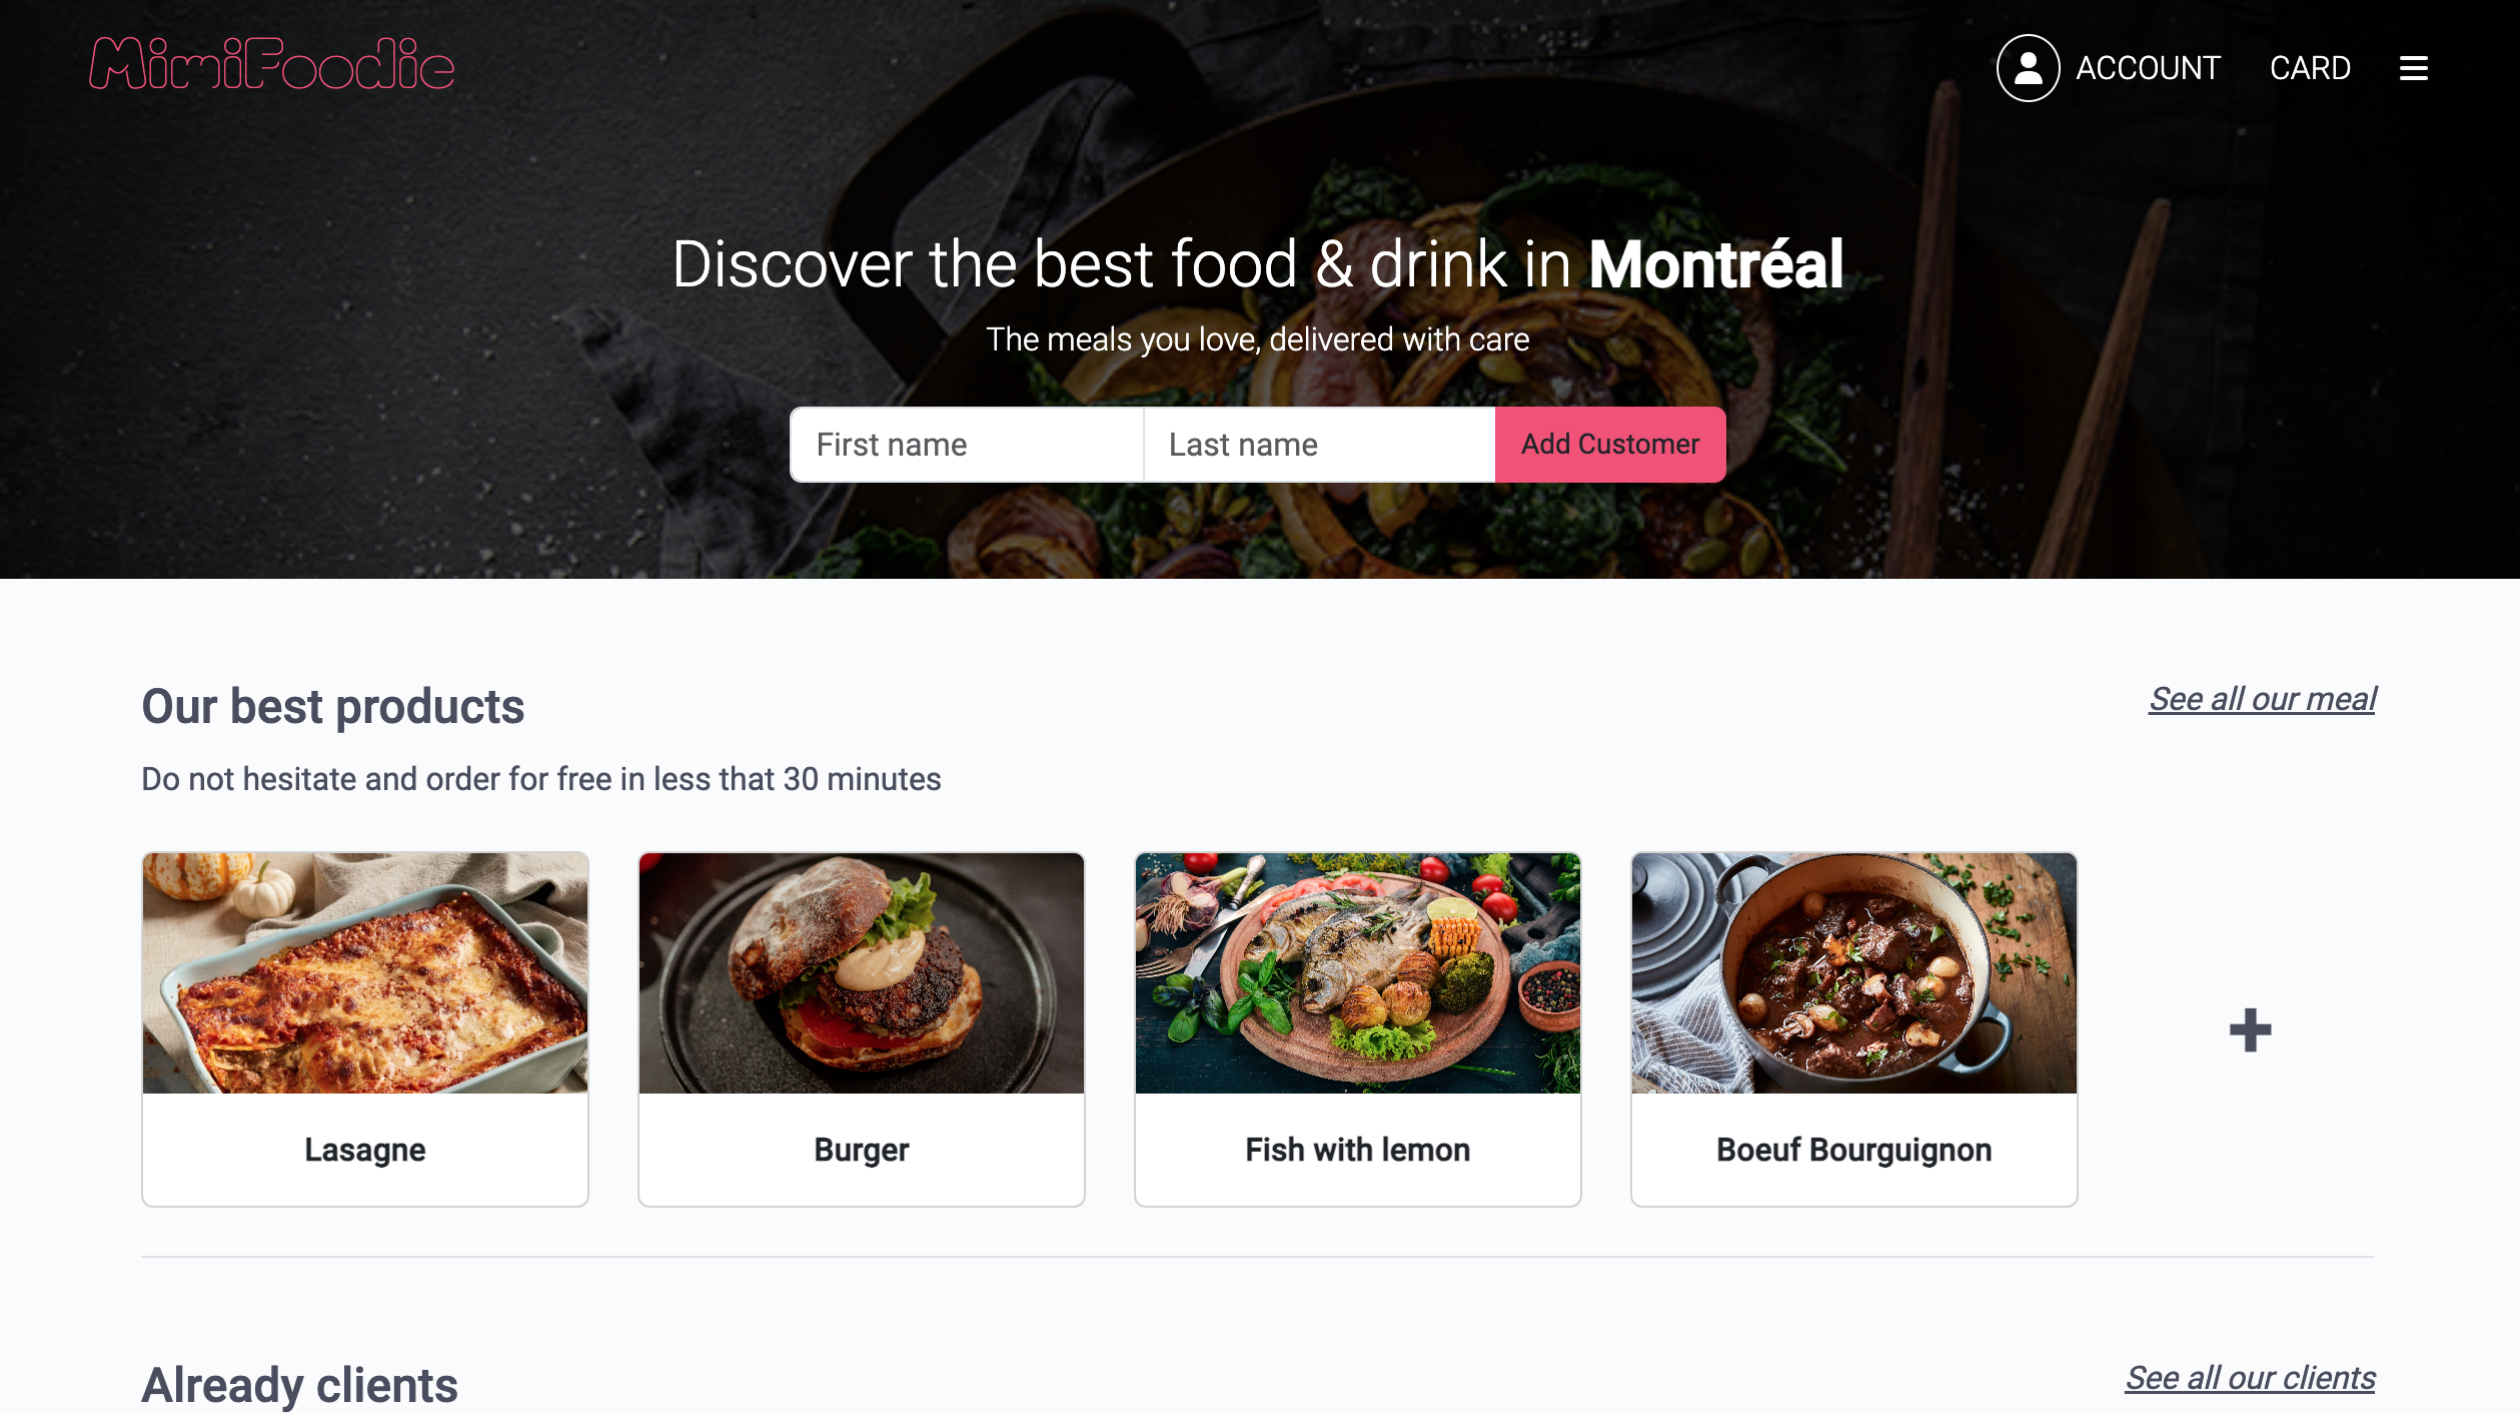 MimiFoodie
ACCOUNT CARD
Discover the best food & drink in Montréal
The meals you love, delivered with care
First name Last name Add Customer
Our best products
See all our meal
Do not hesitate and order for free in less that 30 minutes
Lasagne
Burger
Fish with lemon
Boeuf Bourguignon
Already clients
See all our clients